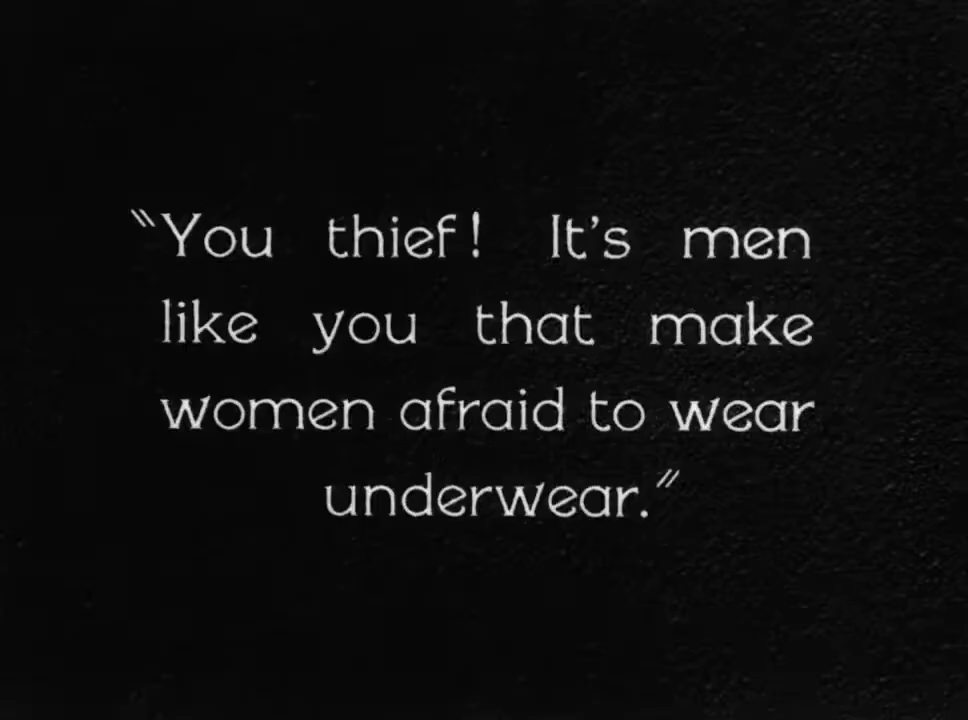 "You thief! It's men
like you that make
women afraid to wear
underwear."